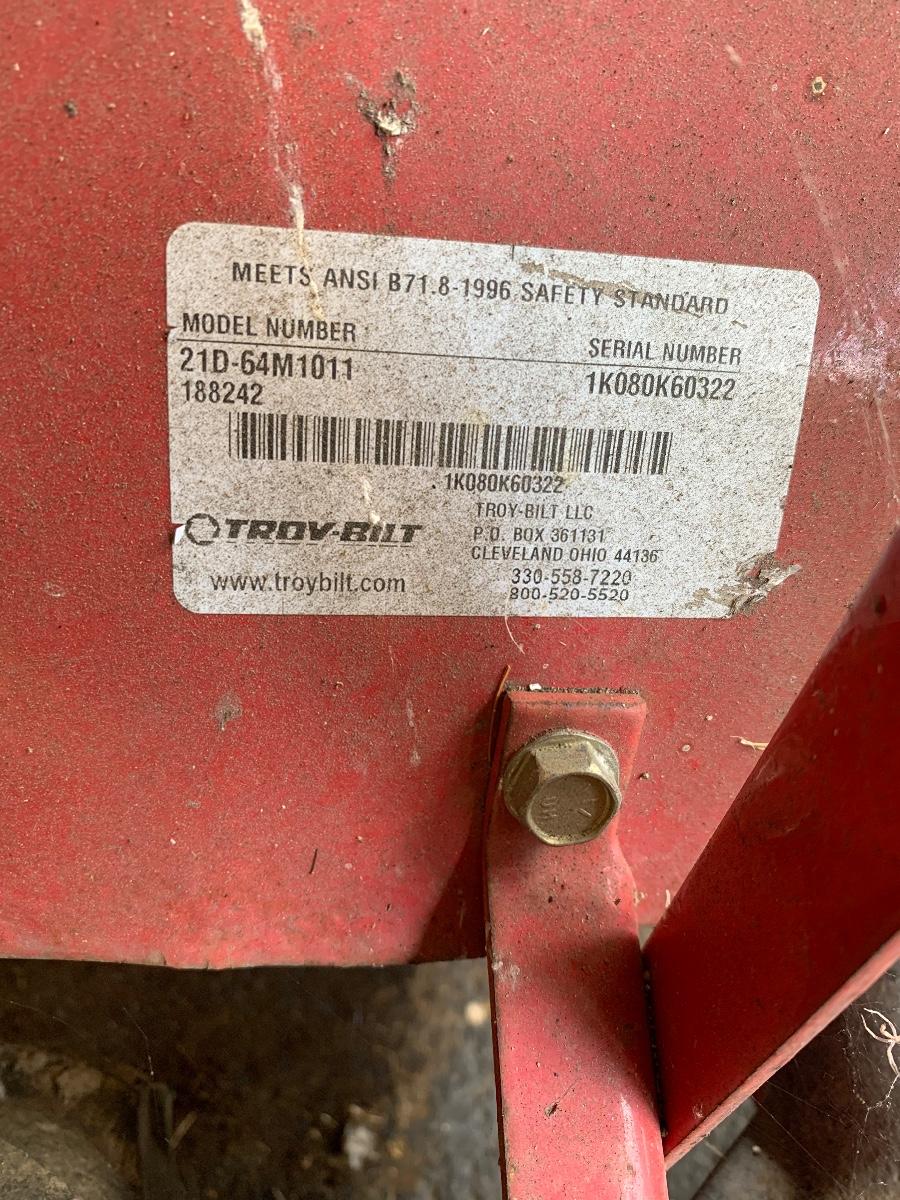 MEETS ANSI B71.8-1996 SAFETY STANDARD
MODEL NUMBER
SERIAL NUMBER
21D-64M1011
1K080K60322
188242
1K080K60322
TROY-BILT
TROY-BILT LLC
P.O. BOX 361131
CLEVELAND OHIO 44136
www.troybilt.com
330-558-7220
800-520-5520